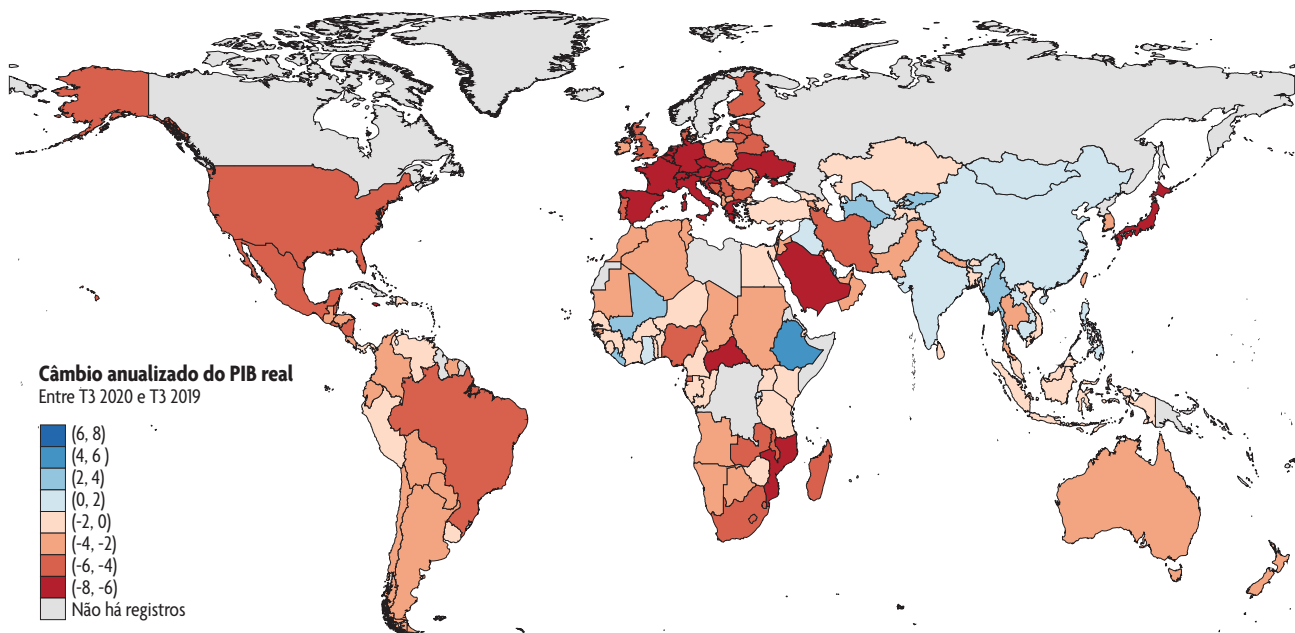 Câmbio anualizado do PIB real
Entre T3 2020 e T3 2019
(6, 8)
(4, 6 )
(2, 4)
(0, 2)
(-2, 0)
(-4, -2)
(-6, -4)
(-8, -6)
Não há registros